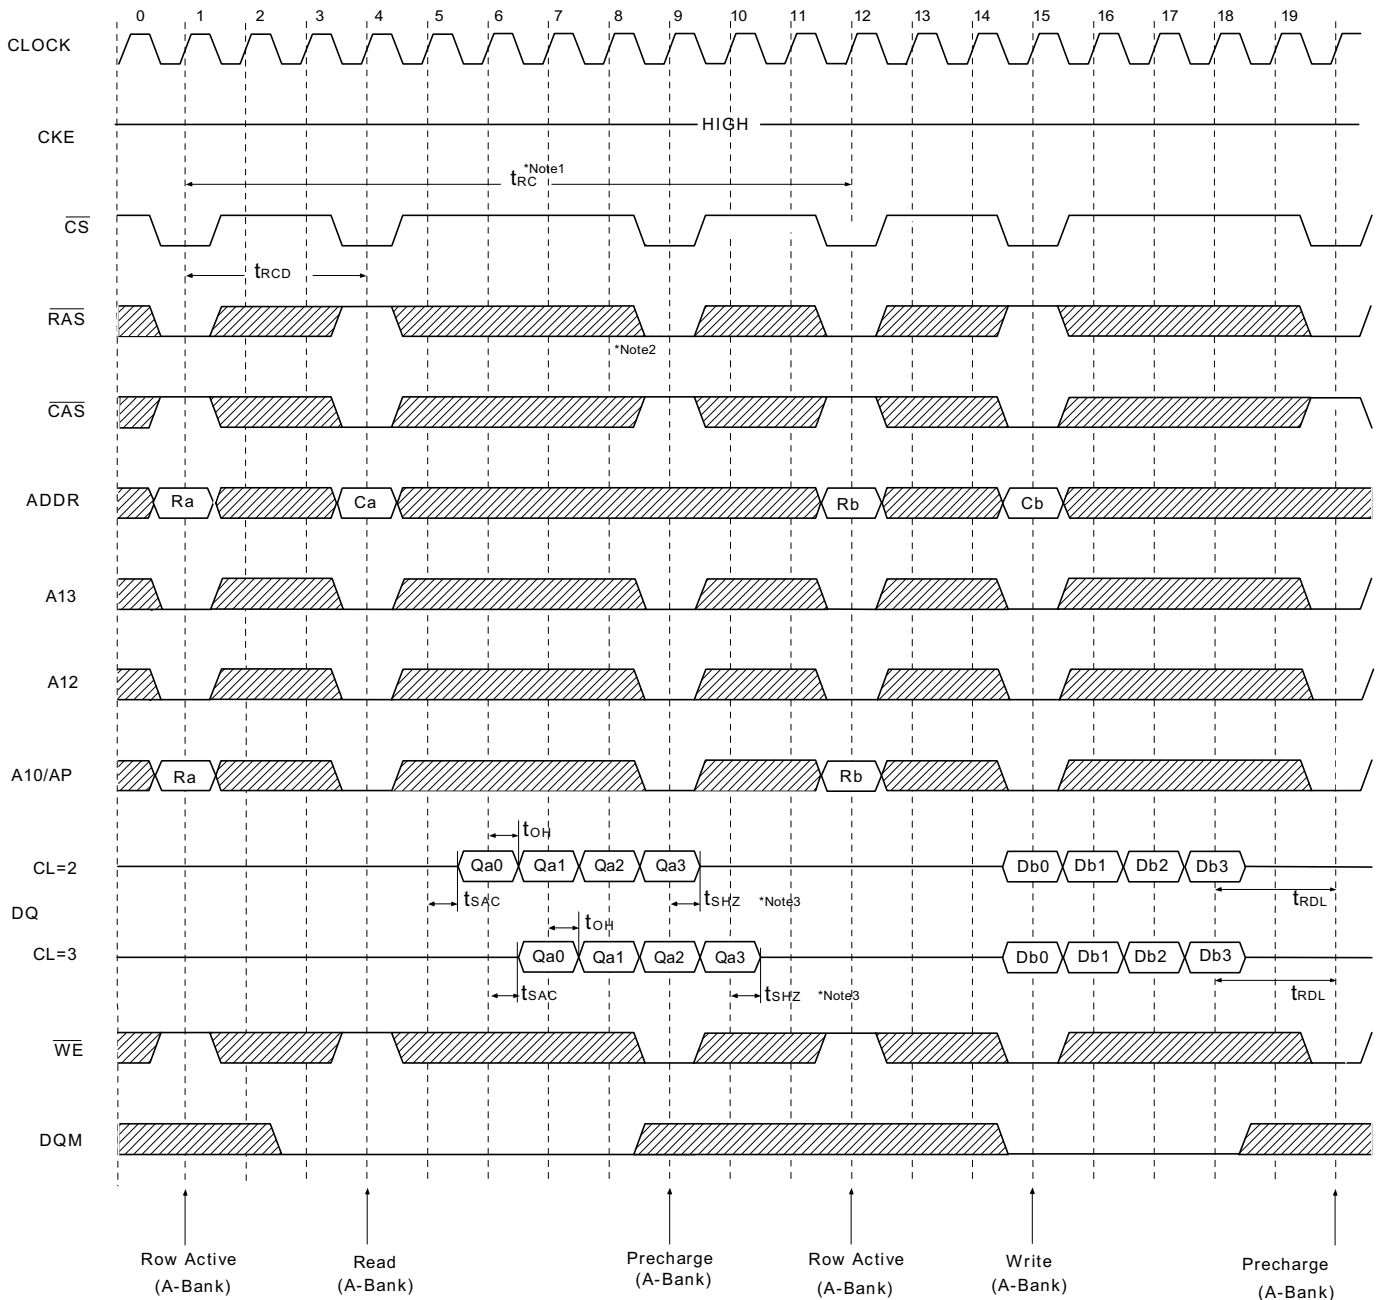 0 1 2 3 4 5 6 7 8 9 10 11 12 13 14 15 16 17 18 19
CLOCK
CKE
HIGH
tRC *Note1
CS
tRCD
RAS
*Note2
CAS
ADDR
Ra Ca Rb Cb
A13
A12
A10/AP
Ra Rb
tOH
CL=2
Qa0 Qa1 Qa2 Qa3 Db0 Db1 Db2 Db3
tSAC tSHZ *Note3 tRDL
DQ
tOH
CL=3
Qa0 Qa1 Qa2 Qa3 Db0 Db1 Db2 Db3
tSAC tSHZ *Note3 tRDL
WE
DQM
Row Active
(A-Bank)
Read
(A-Bank)
Precharge
(A-Bank)
Row Active
(A-Bank)
Write
(A-Bank)
Precharge
(A-Bank)